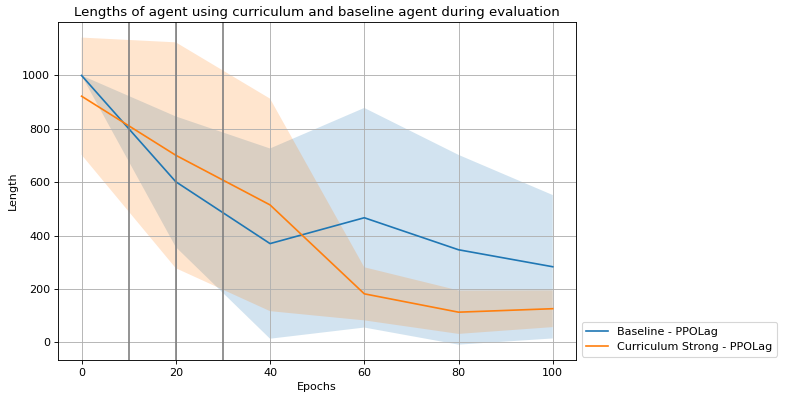 Lengths of agent using curriculum and baseline agent during evaluation
1000
800
600
400
200
0
Length
0 20 40 60 80 100
Epochs
Baseline - PPOLag
Curriculum Strong - PPOLag